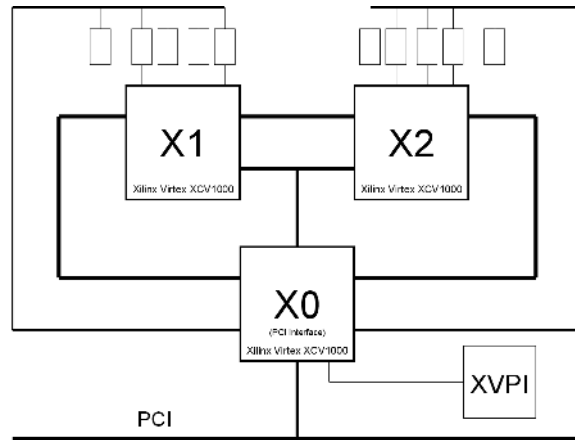 X1
X2
Xilinx Virtex XCV1000
Xilinx Virtex XCV1000
X0
(PCI Interface)
Xilinx Virtex XCV1000
XVPI
PCI